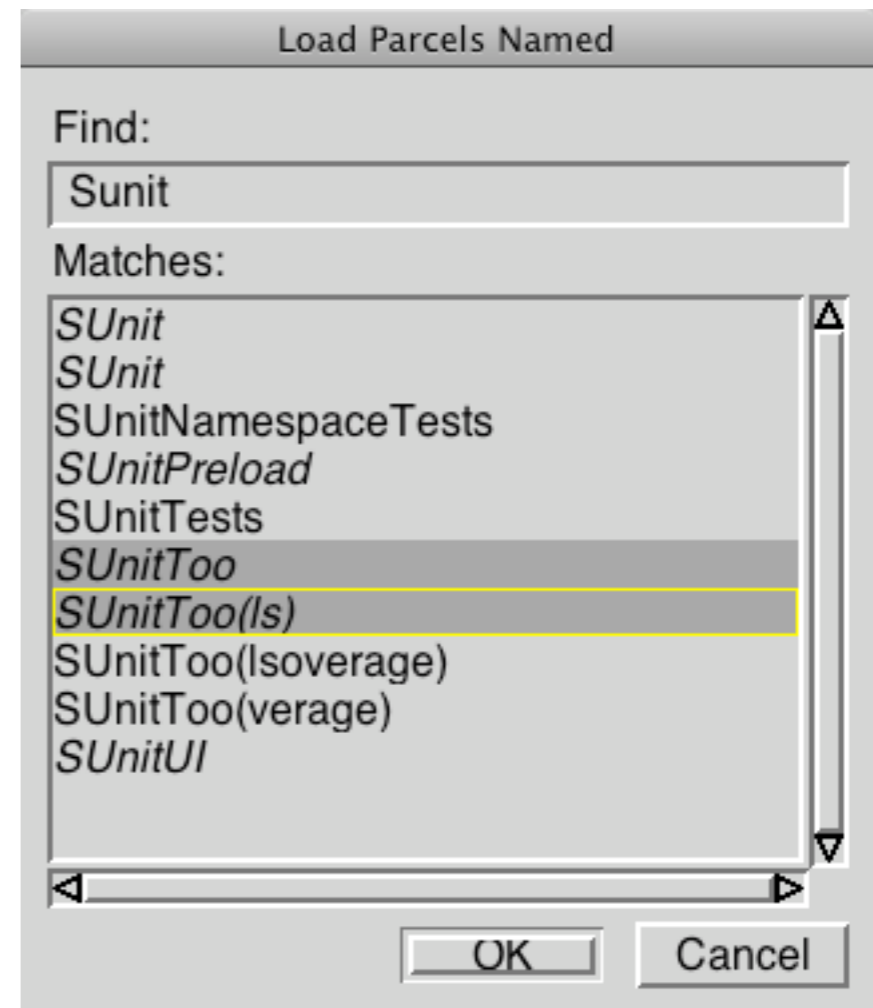 Load Parcels Named
Find:
Sunit
Matches:
SUnit
SUnit
SUnitNamespaceTests
SUnitPreload
SUnitTests
SUnitToo
SUnitToo(ls)
SUnitToo(lsoverage)
SUnitToo(verage)
SUnitUI
OK Cancel